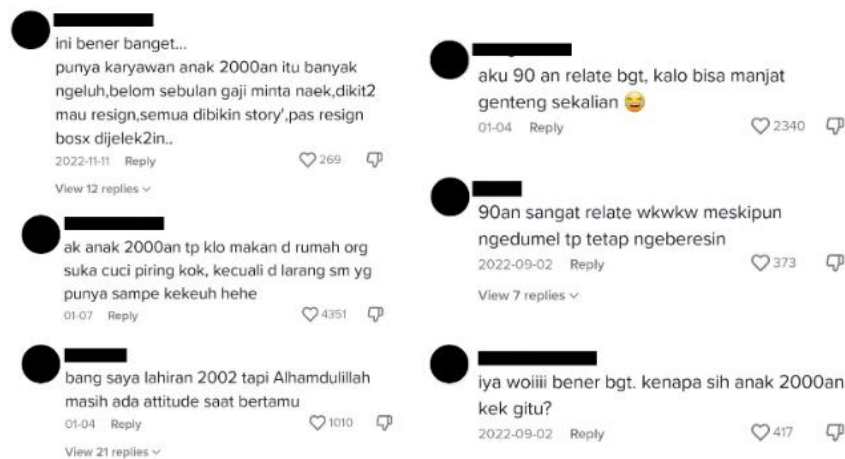 ini bener banget...
punya karyawan anak 2000an itu banyak
ngeluh,belom sebulan gaji minta naek,dikit2
mau resign,semua dibikin story',pas resign
bosx dijelek2in..
2022-11-11 Reply 269
View 12 replies
ak anak 2000an tp klo makan d rumah org
suka cuci piring kok, kecuali d larang sm yg
punya sampe kekeuh hehe
01-07 Reply 4351
bang saya lahiran 2002 tapi Alhamdulillah
masih ada attitude saat bertamu
01-04 Reply 1010
View 21 replies
aku 90 an relate bgt, kalo bisa manjat
genteng sekalian 😂
01-04 Reply 2340
90an sangat relate wkwkw meskipun
ngedumel tp tetap ngeberesin
2022-09-02 Reply 373
View 7 replies
iya woiiii bener bgt. kenapa sih anak 2000an
kek gitu?
2022-09-02 Reply 417